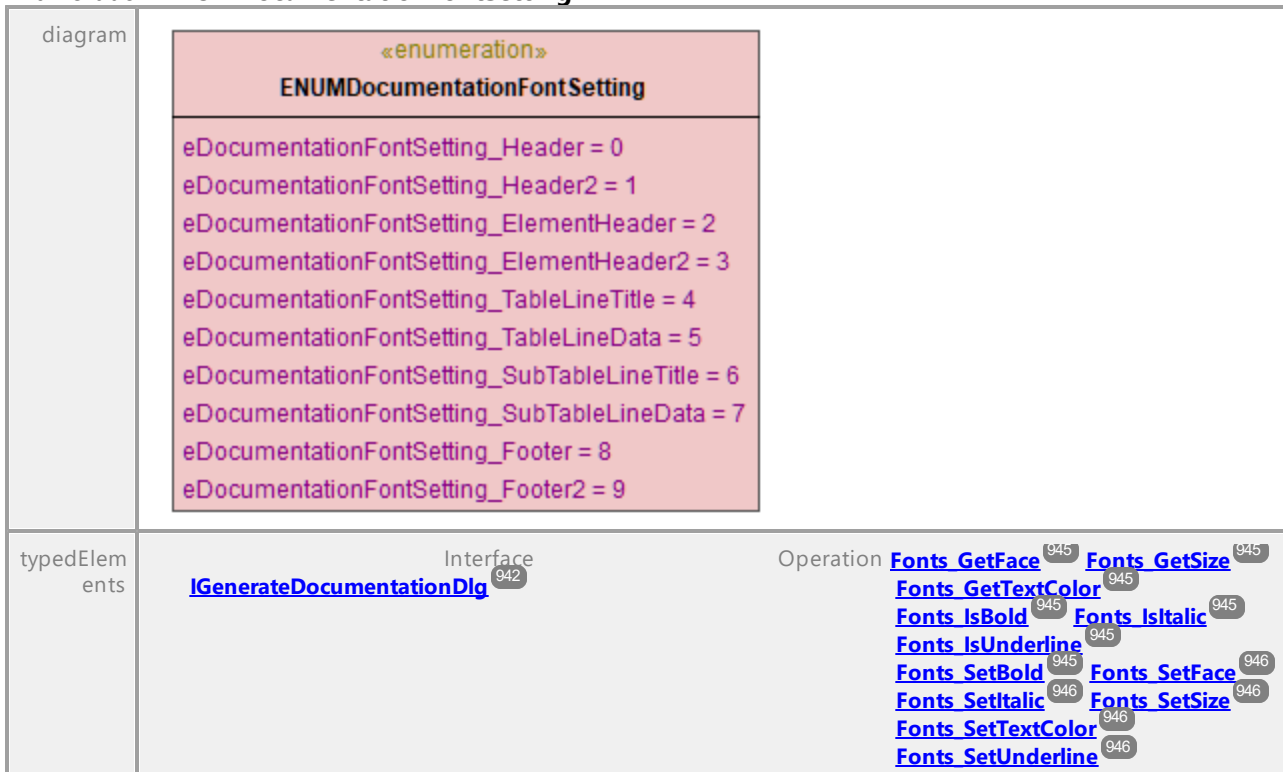 diagram
«enumeration»
ENUMDocumentationFontSetting
eDocumentationFontSetting_Header = 0
eDocumentationFontSetting_Header2 = 1
eDocumentationFontSetting_ElementHeader = 2
eDocumentationFontSetting_ElementHeader2 = 3
eDocumentationFontSetting_TableLineTitle = 4
eDocumentationFontSetting_TableLineData = 5
eDocumentationFontSetting_SubTableLineTitle = 6
eDocumentationFontSetting_SubTableLineData = 7
eDocumentationFontSetting_Footer = 8
eDocumentationFontSetting_Footer2 = 9
typedElem
ents
Interface
IGenerateDocumentationDlg 942
Operation Fonts_GetFace 945 Fonts_GetSize 945
Fonts_GetTextColor 945
Fonts_IsBold 945 Fonts_IsItalic 945
Fonts_IsUnderline 945
Fonts_SetBold 945 Fonts_SetFace 946
Fonts_SetItalic 946 Fonts_SetSize 946
Fonts_SetTextColor 946
Fonts_SetUnderline 946